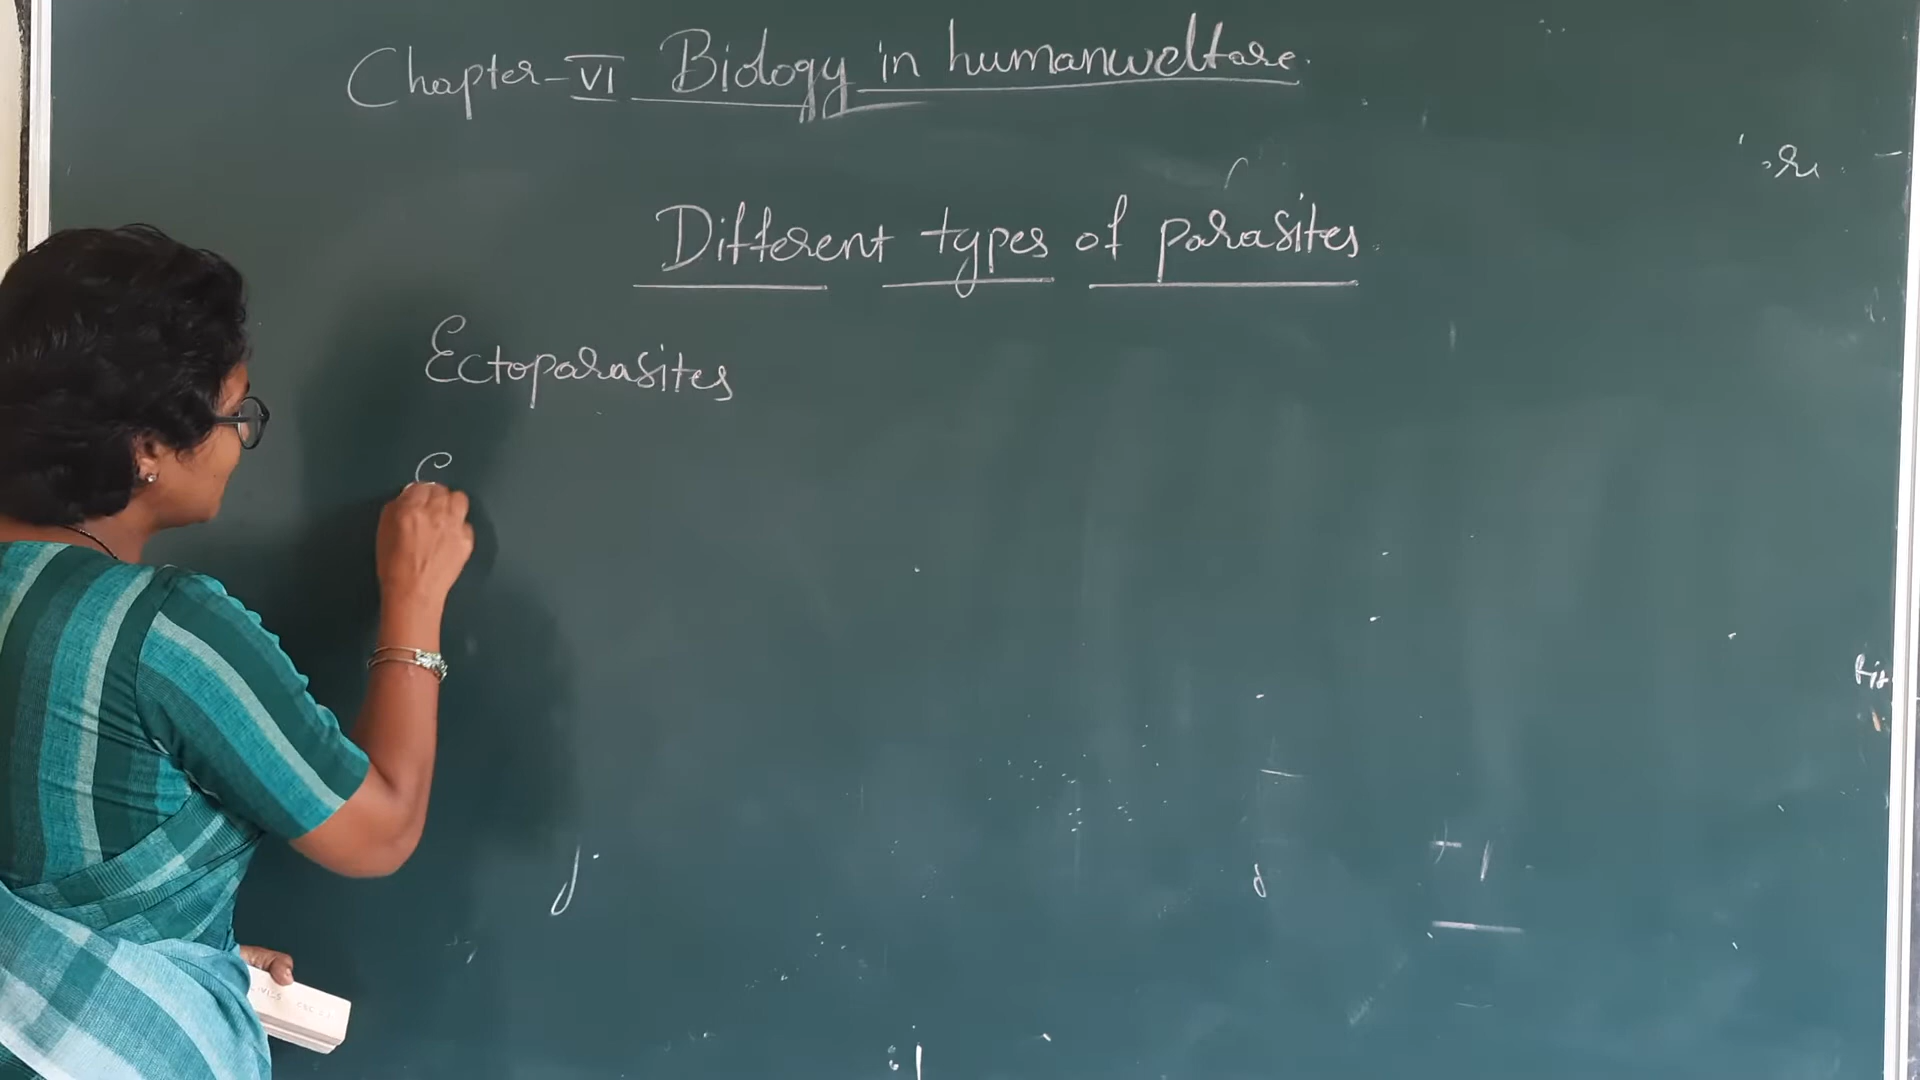 Chapter-VI Biology in humanwelfare.
Different types of parasites.
Ectoparasites